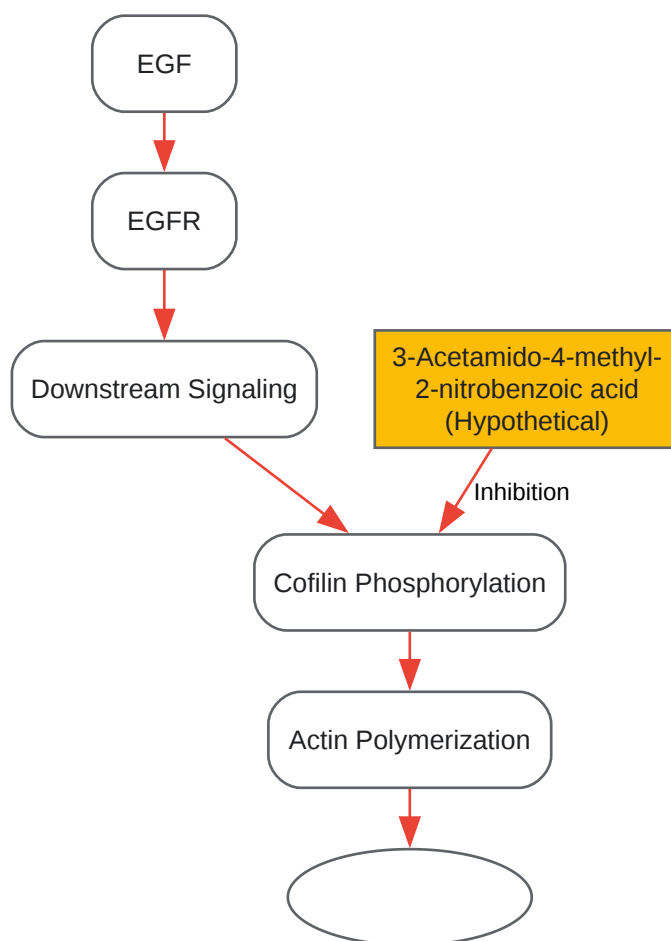 EGF
EGFR
Downstream Signaling
3-Acetamido-4-methyl-
2-nitrobenzoic acid
(Hypothetical)
Inhibition
Cofilin Phosphorylation
Actin Polymerization